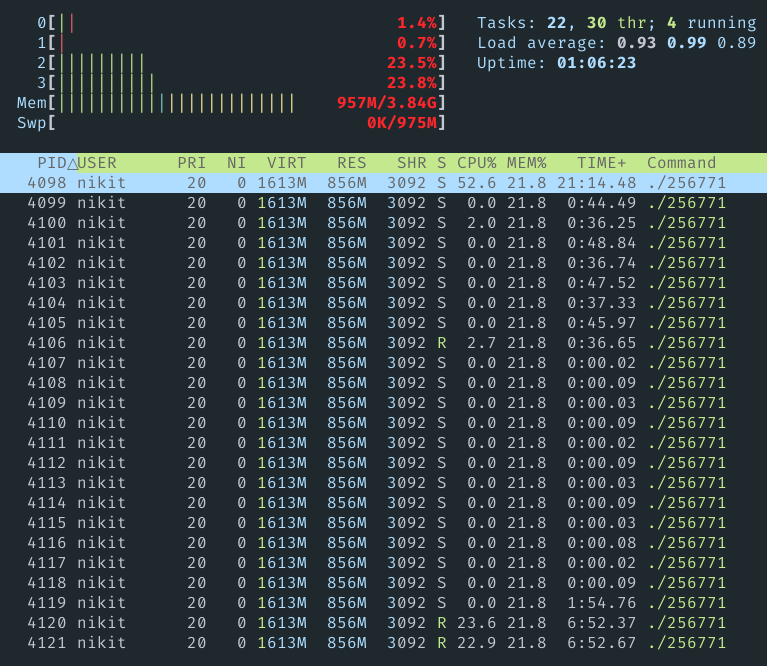 0[|| 1.4%] Tasks: 22, 30 thr; 4 running
1[| 0.7%] Load average: 0.93 0.99 0.89
2[||||||||| 23.5%] Uptime: 01:06:23
3[|||||||||| 23.8%]
Mem[||||||||||||||||||||||||| 957M/3.84G]
Swp[ 0K/975M]
PID△USER PRI NI VIRT RES SHR S CPU% MEM% TIME+ Command
4098 nikit 20 0 1613M 856M 3092 S 52.6 21.8 21:14.48 ./256771
4099 nikit 20 0 1613M 856M 3092 S 0.0 21.8 0:44.49 ./256771
4100 nikit 20 0 1613M 856M 3092 S 2.0 21.8 0:36.25 ./256771
4101 nikit 20 0 1613M 856M 3092 S 0.0 21.8 0:48.84 ./256771
4102 nikit 20 0 1613M 856M 3092 S 0.0 21.8 0:36.74 ./256771
4103 nikit 20 0 1613M 856M 3092 S 0.0 21.8 0:47.52 ./256771
4104 nikit 20 0 1613M 856M 3092 S 0.0 21.8 0:37.33 ./256771
4105 nikit 20 0 1613M 856M 3092 S 0.0 21.8 0:45.97 ./256771
4106 nikit 20 0 1613M 856M 3092 R 2.7 21.8 0:36.65 ./256771
4107 nikit 20 0 1613M 856M 3092 S 0.0 21.8 0:00.02 ./256771
4108 nikit 20 0 1613M 856M 3092 S 0.0 21.8 0:00.09 ./256771
4109 nikit 20 0 1613M 856M 3092 S 0.0 21.8 0:00.03 ./256771
4110 nikit 20 0 1613M 856M 3092 S 0.0 21.8 0:00.09 ./256771
4111 nikit 20 0 1613M 856M 3092 S 0.0 21.8 0:00.02 ./256771
4112 nikit 20 0 1613M 856M 3092 S 0.0 21.8 0:00.09 ./256771
4113 nikit 20 0 1613M 856M 3092 S 0.0 21.8 0:00.03 ./256771
4114 nikit 20 0 1613M 856M 3092 S 0.0 21.8 0:00.09 ./256771
4115 nikit 20 0 1613M 856M 3092 S 0.0 21.8 0:00.03 ./256771
4116 nikit 20 0 1613M 856M 3092 S 0.0 21.8 0:00.08 ./256771
4117 nikit 20 0 1613M 856M 3092 S 0.0 21.8 0:00.02 ./256771
4118 nikit 20 0 1613M 856M 3092 S 0.0 21.8 0:00.09 ./256771
4119 nikit 20 0 1613M 856M 3092 S 0.0 21.8 1:54.76 ./256771
4120 nikit 20 0 1613M 856M 3092 R 23.6 21.8 6:52.37 ./256771
4121 nikit 20 0 1613M 856M 3092 R 22.9 21.8 6:52.67 ./256771